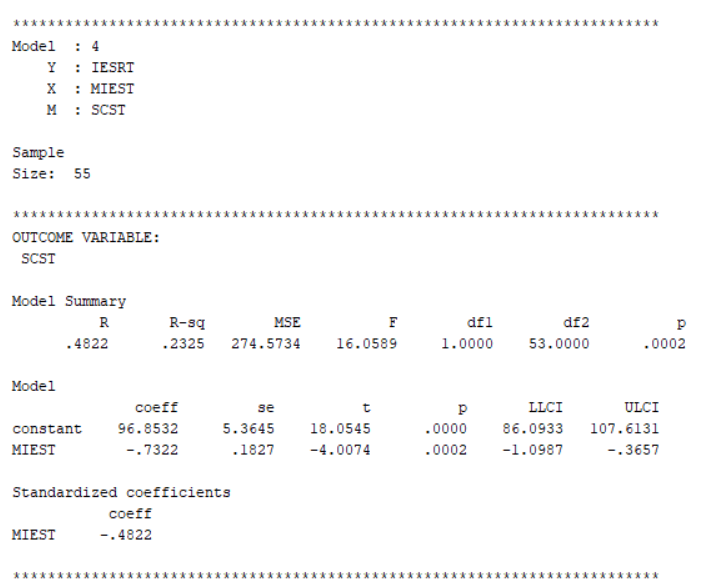 **************************************************************************
Model : 4
Y : IESRT
X : MIEST
M : SCST
Sample
Size: 55
**************************************************************************
OUTCOME VARIABLE:
SCST
Model Summary
R R-sq MSE F df1 df2 p
.4822 .2325 274.5734 16.0589 1.0000 53.0000 .0002
Model
coeff se t p LLCI ULCI
constant 96.8532 5.3645 18.0545 .0000 86.0933 107.6131
MIEST -.7322 .1827 -4.0074 .0002 -1.0987 -.3657
Standardized coefficients
coeff
MIEST -.4822
**************************************************************************